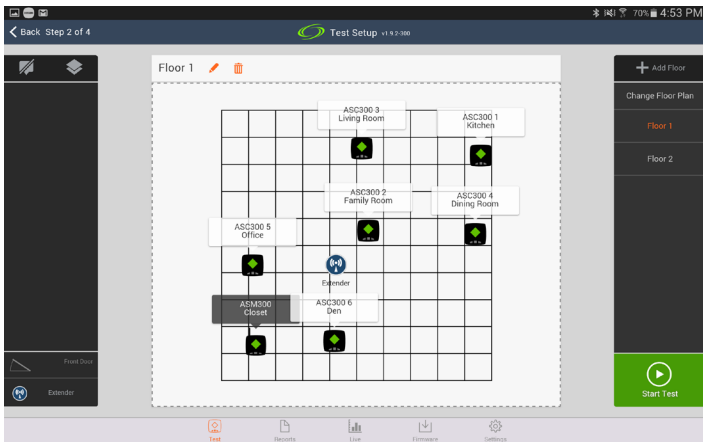 70% 4:53 PM
Back Step 2 of 4
Test Setup v1.9.2-380
Floor 1
Add Floor
Change Floor Plan
Floor 1
Floor 2
ASC300 3
Living Room
ASC300 1
Kitchen
ASC300 2
Family Room
ASC300 4
Dining Room
ASC300 5
Office
Extender
ASM300
Closet
ASC300 6
Den
Front Door
Extender
Start Test
Test
Reports
Live
Firmware
Settings